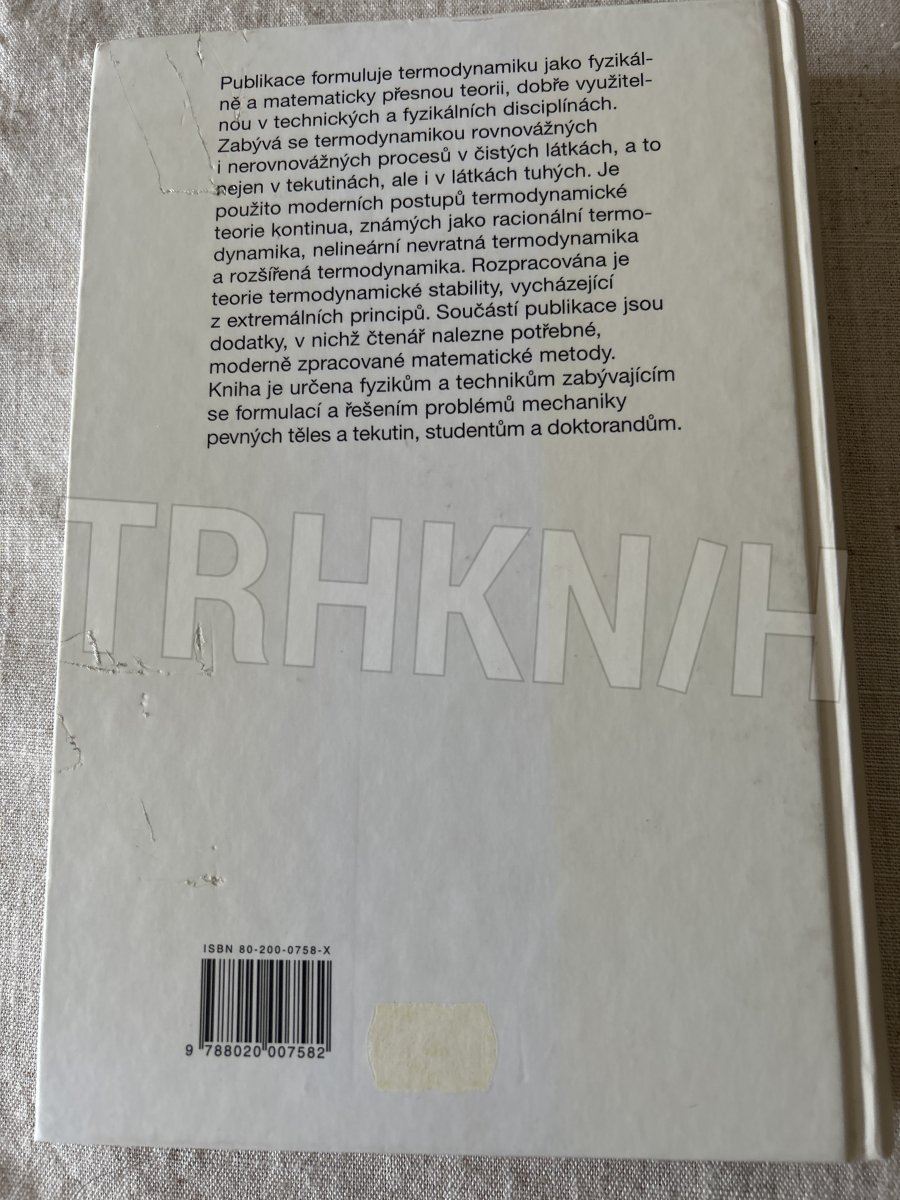 Publikace formuluje termodynamiku jako fyzikál-
ně a matematicky přesnou teorii, dobře využitel-
nou v technických a fyzikálních disciplínách.
Zabývá se termodynamikou rovnovážných
i nerovnovážných procesů v čistých látkách, a to
nejen v tekutinách, ale i v látkách tuhých. Je
použito moderních postupů termodynamické
teorie kontinua, známých jako racionální termo-
dynamika, nelineární nevratná termodynamika
a rozšířená termodynamika. Rozpracována je
teorie termodynamické stability, vycházející
z extremálních principů. Součástí publikace jsou
dodatky, v nichž čtenář nalezne potřebné,
moderně zpracované matematické metody.
Kniha je určena fyzikům a technikům zabývajícím
se formulací a řešením problémů mechaniky
pevných těles a tekutin, studentům a doktorandům.
TRHKN/H
ISBN 80-200-0758-X
9 788020 007582